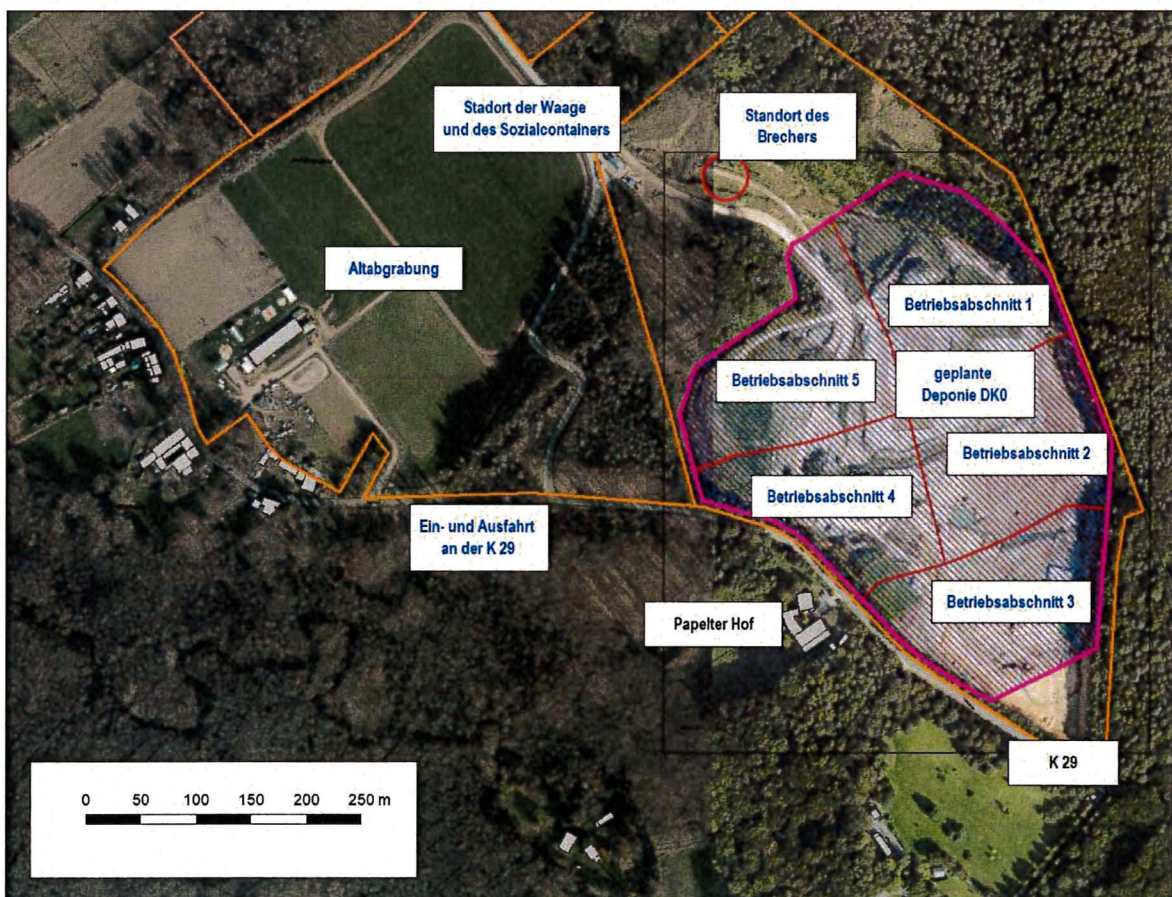 Stadort der Waage
und des Sozialcontainers
Standort des
Brechers
Altabgrabung
Betriebsabschnitt 1
Betriebsabschnitt 5
geplante
Deponie DK0
Betriebsabschnitt 2
Betriebsabschnitt 4
Ein- und Ausfahrt
an der K 29
Betriebsabschnitt 3
Papelter Hof
K 29
0 50 100 150 200 250 m